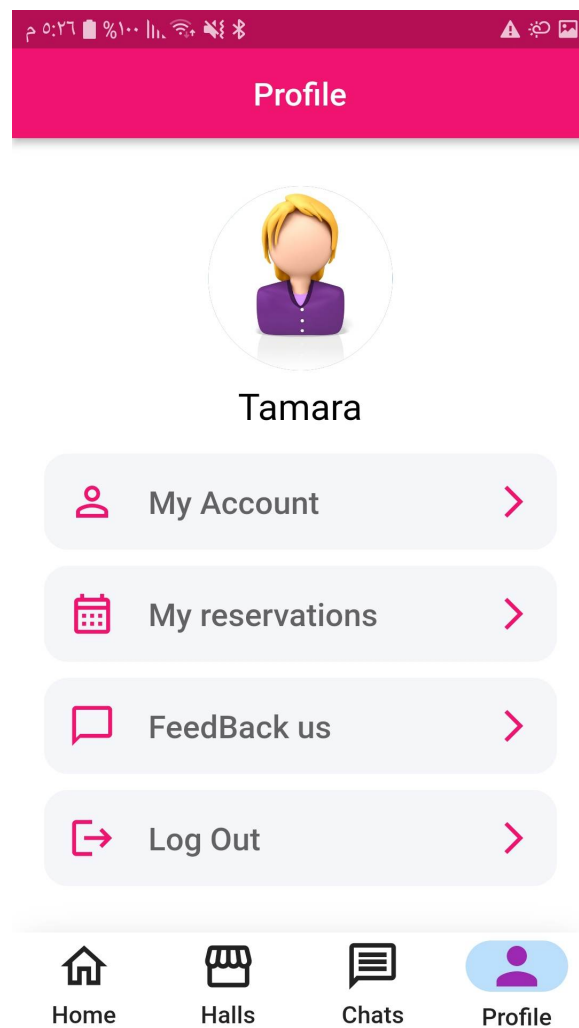 م ٥:٢٦ %١٠٠
Profile
Tamara
My Account
My reservations
FeedBack us
Log Out
Home Halls Chats Profile